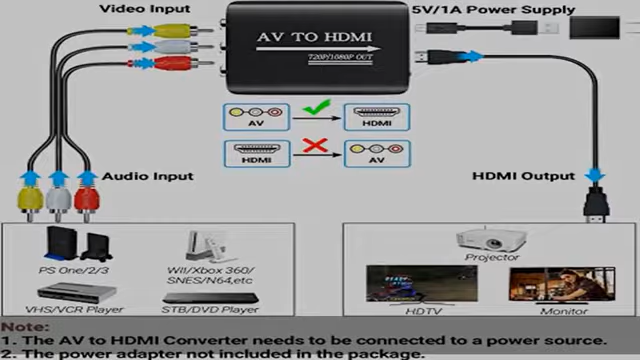 Video Input
5V/1A Power Supply
AV TO HDMI
720P/1080P OUT
AV
HDMI
HDMI
AV
Audio Input
HDMI Output
PS One/2/3
WII/Xbox 360/
SNES/N64,etc
VHS/VCR Player
STB/DVD Player
Projector
HDTV
Monitor
Note:
1. The AV to HDMI Converter needs to be connected to a power source.
2. The power adapter not included in the package.